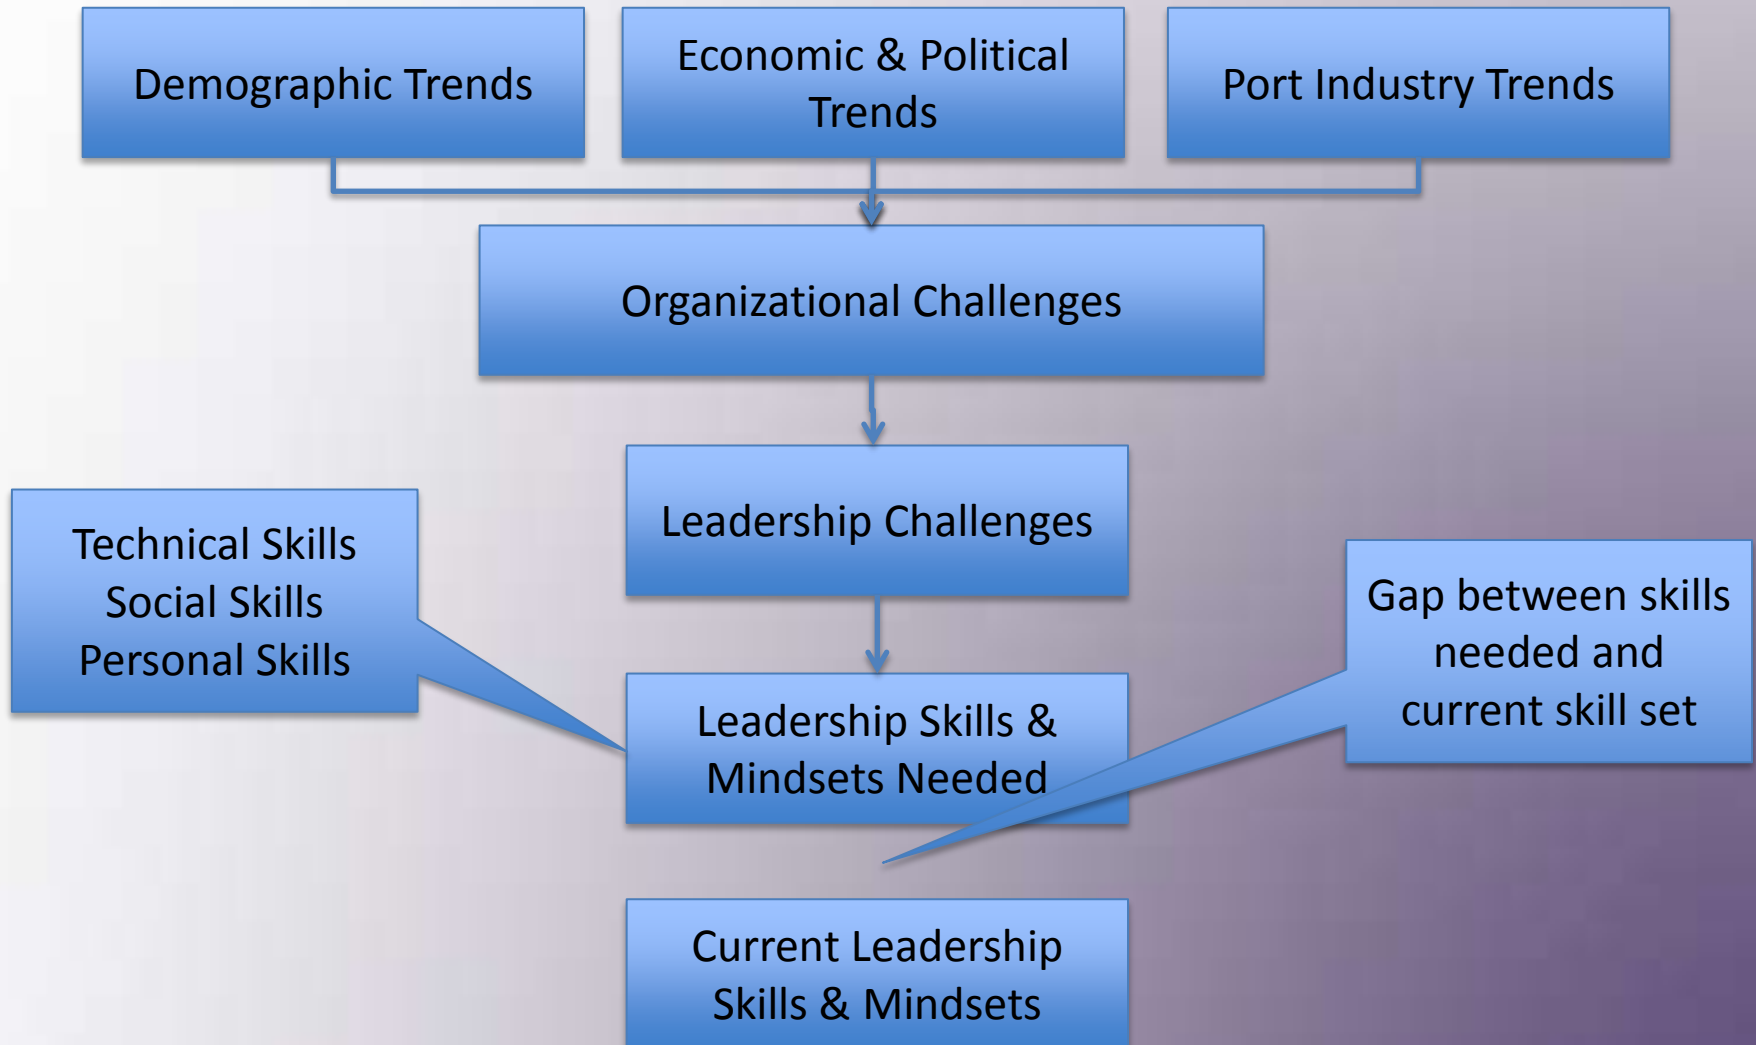 Demographic Trends
Economic & Political
Trends
Port Industry Trends
Organizational Challenges
Leadership Challenges
Technical Skills
Social Skills
Personal Skills
Gap between skills
needed and
current skill set
Leadership Skills &
Mindsets Needed
Current Leadership
Skills & Mindsets